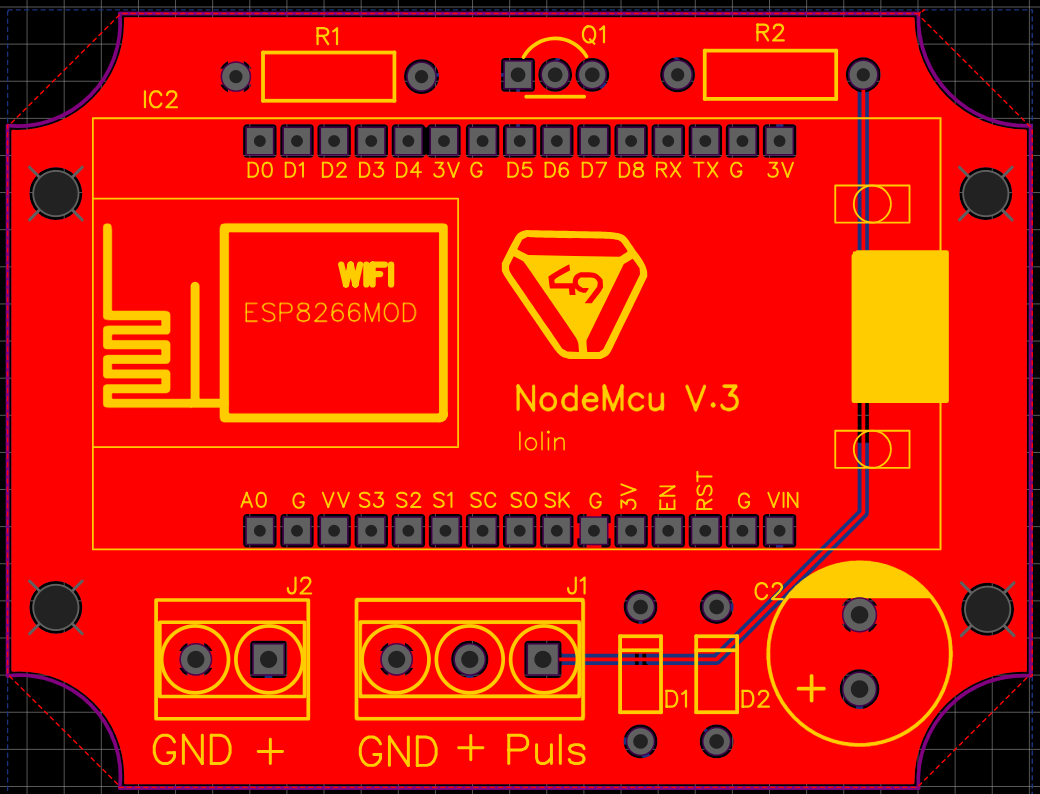 R1
Q1
R2
IC2
D0 D1 D2 D3 D4 3V G D5 D6 D7 D8 RX TX G 3V
WIFI
ESP8266MOD
49
NodeMcu V.3
lolin
A0 G VV S3 S2 S1 SC SO SK G 3V EN RST G VIN
J2
J1
C2
+
D1
D2
GND +
GND + Puls